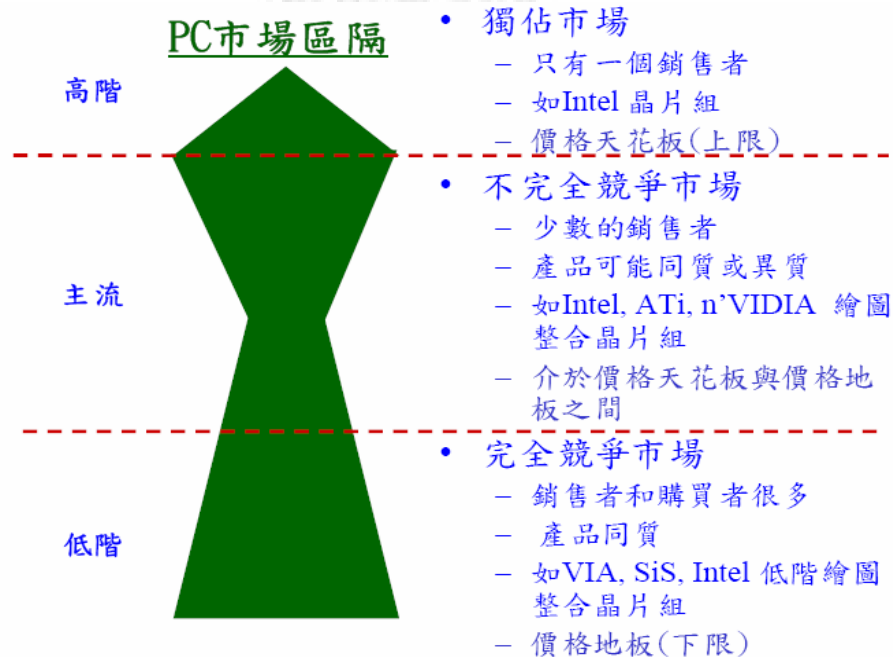 PC市場區隔
高階
• 獨佔市場
– 只有一個銷售者
– 如Intel 晶片組
– 價格天花板(上限)
主流
• 不完全競爭市場
– 少數的銷售者
– 產品可能同質或異質
– 如Intel, ATi, n’VIDIA 繪圖
整合晶片組
– 介於價格天花板與價格地
板之間
低階
• 完全競爭市場
– 銷售者和購買者很多
– 產品同質
– 如VIA, SiS, Intel 低階繪圖
整合晶片組
– 價格地板(下限)